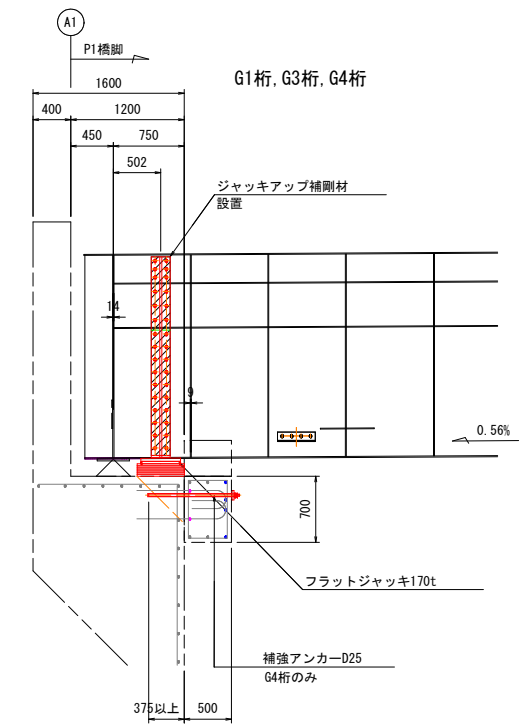 A1
P1橋脚
G1桁, G3桁, G4桁
1600
400
1200
450
750
502
ジャッキアップ補剛材
設置
14
9
0.56%
700
フラットジャッキ170t
補強アンカーD25
G4桁のみ
375以上
500